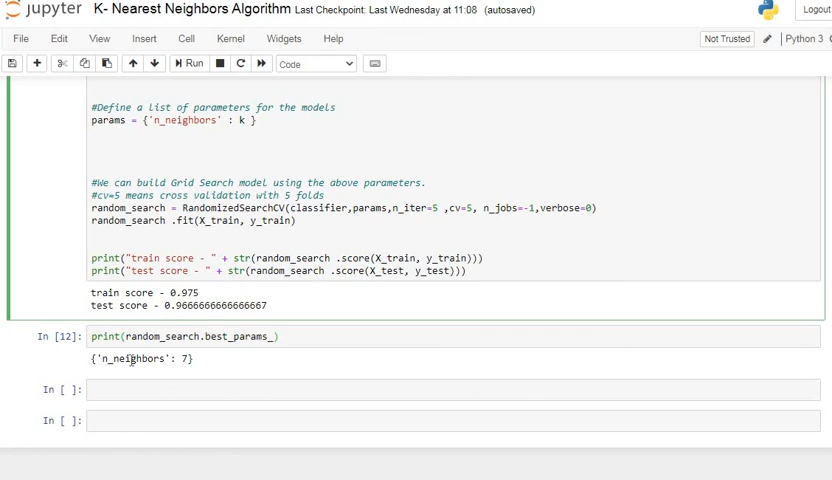 jupyter K- Nearest Neighbors Algorithm Last Checkpoint: Last Wednesday at 11:08 (autosaved) Logout
File Edit View Insert Cell Kernel Widgets Help Not Trusted Python 3
Run Code
#Define a list of parameters for the models
params = {'n_neighbors' : k }
#We can build Grid Search model using the above parameters.
#cv=5 means cross validation with 5 folds
random_search = RandomizedSearchCV(classifier,params,n_iter=5 ,cv=5, n_jobs=-1,verbose=0)
random_search .fit(X_train, y_train)
print("train score - " + str(random_search .score(X_train, y_train)))
print("test score - " + str(random_search .score(X_test, y_test)))
train score - 0.975
test score - 0.9666666666666667
In [12]: print(random_search.best_params_)
{'n_neighbors': 7}
In [ ]:
In [ ]: